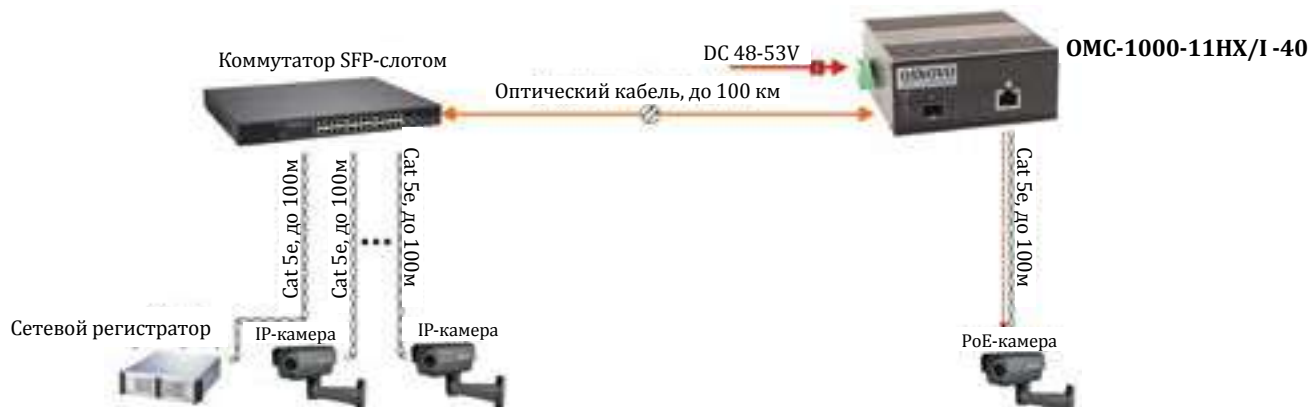 OMC-1000-11HX/I -40
DC 48-53V
Коммутатор SFP-слотом
OSNOVO
Оптический кабель, до 100 км
Cat 5e, до 100м
Cat 5e, до 100м
Cat 5e, до 100м
Cat 5e, до 100м
Сетевой регистратор
IP-камера
IP-камера
PoE-камера